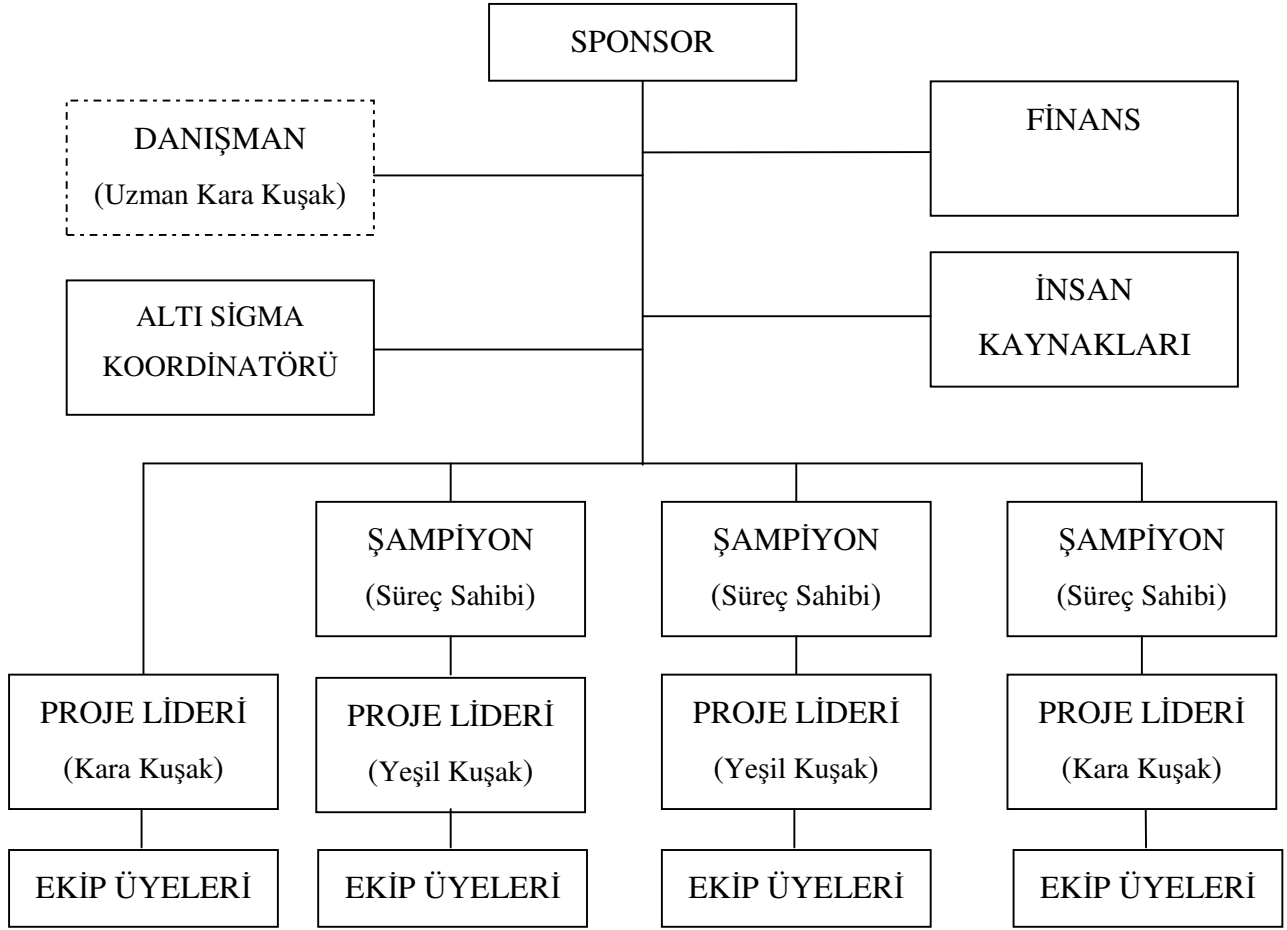 SPONSOR
DANIŞMAN
(Uzman Kara Kuşak)
FİNANS
ALTI SİGMA
KOORDİNATÖRÜ
İNSAN
KAYNAKLARI
ŞAMPİYON
(Süreç Sahibi)
ŞAMPİYON
(Süreç Sahibi)
ŞAMPİYON
(Süreç Sahibi)
PROJE LİDERİ
(Kara Kuşak)
PROJE LİDERİ
(Yeşil Kuşak)
PROJE LİDERİ
(Yeşil Kuşak)
PROJE LİDERİ
(Kara Kuşak)
EKİP ÜYELERİ
EKİP ÜYELERİ
EKİP ÜYELERİ
EKİP ÜYELERİ